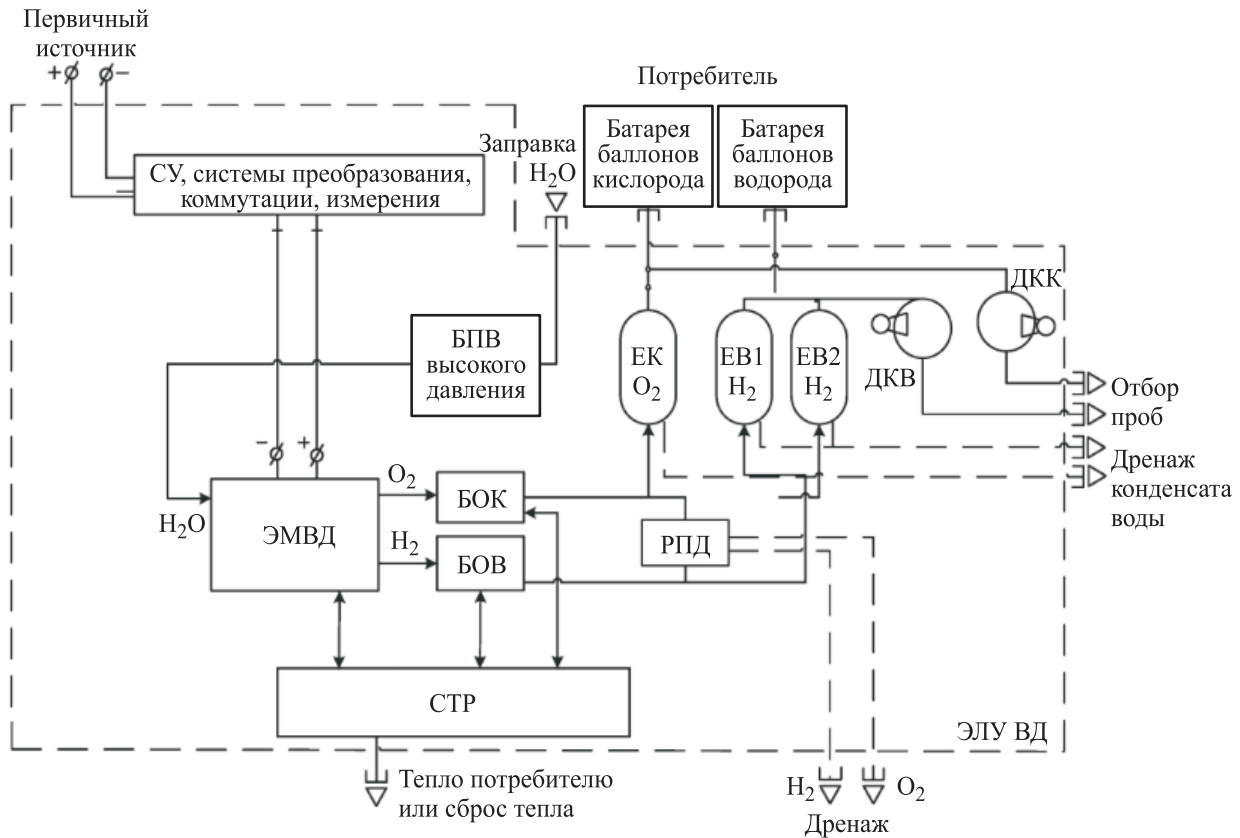 Первичный
источник
+ −
Потребитель
Батарея
баллонов
кислорода
Батарея
баллонов
водорода
Заправка
H₂O
СУ, системы преобразования,
коммутации, измерения
БПВ
высокого
давления
ЕК
O₂
ЕВ1
H₂
ЕВ2
H₂
ДКВ
ДКК
Отбор
проб
Дренаж
конденсата
воды
− +
H₂O
ЭМВД
O₂
H₂
БОК
БОВ
РПД
СТР
ЭЛУ ВД
Тепло потребителю
или сброс тепла
H₂ O₂
Дренаж